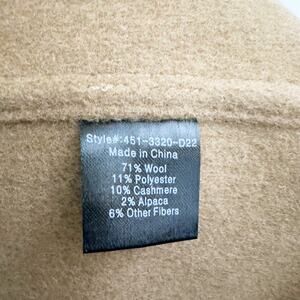 Style#:451-3320-D22
Made in China
71% Wool
11% Polyester
10% Cashmere
2% Alpaca
6% Other Fibers